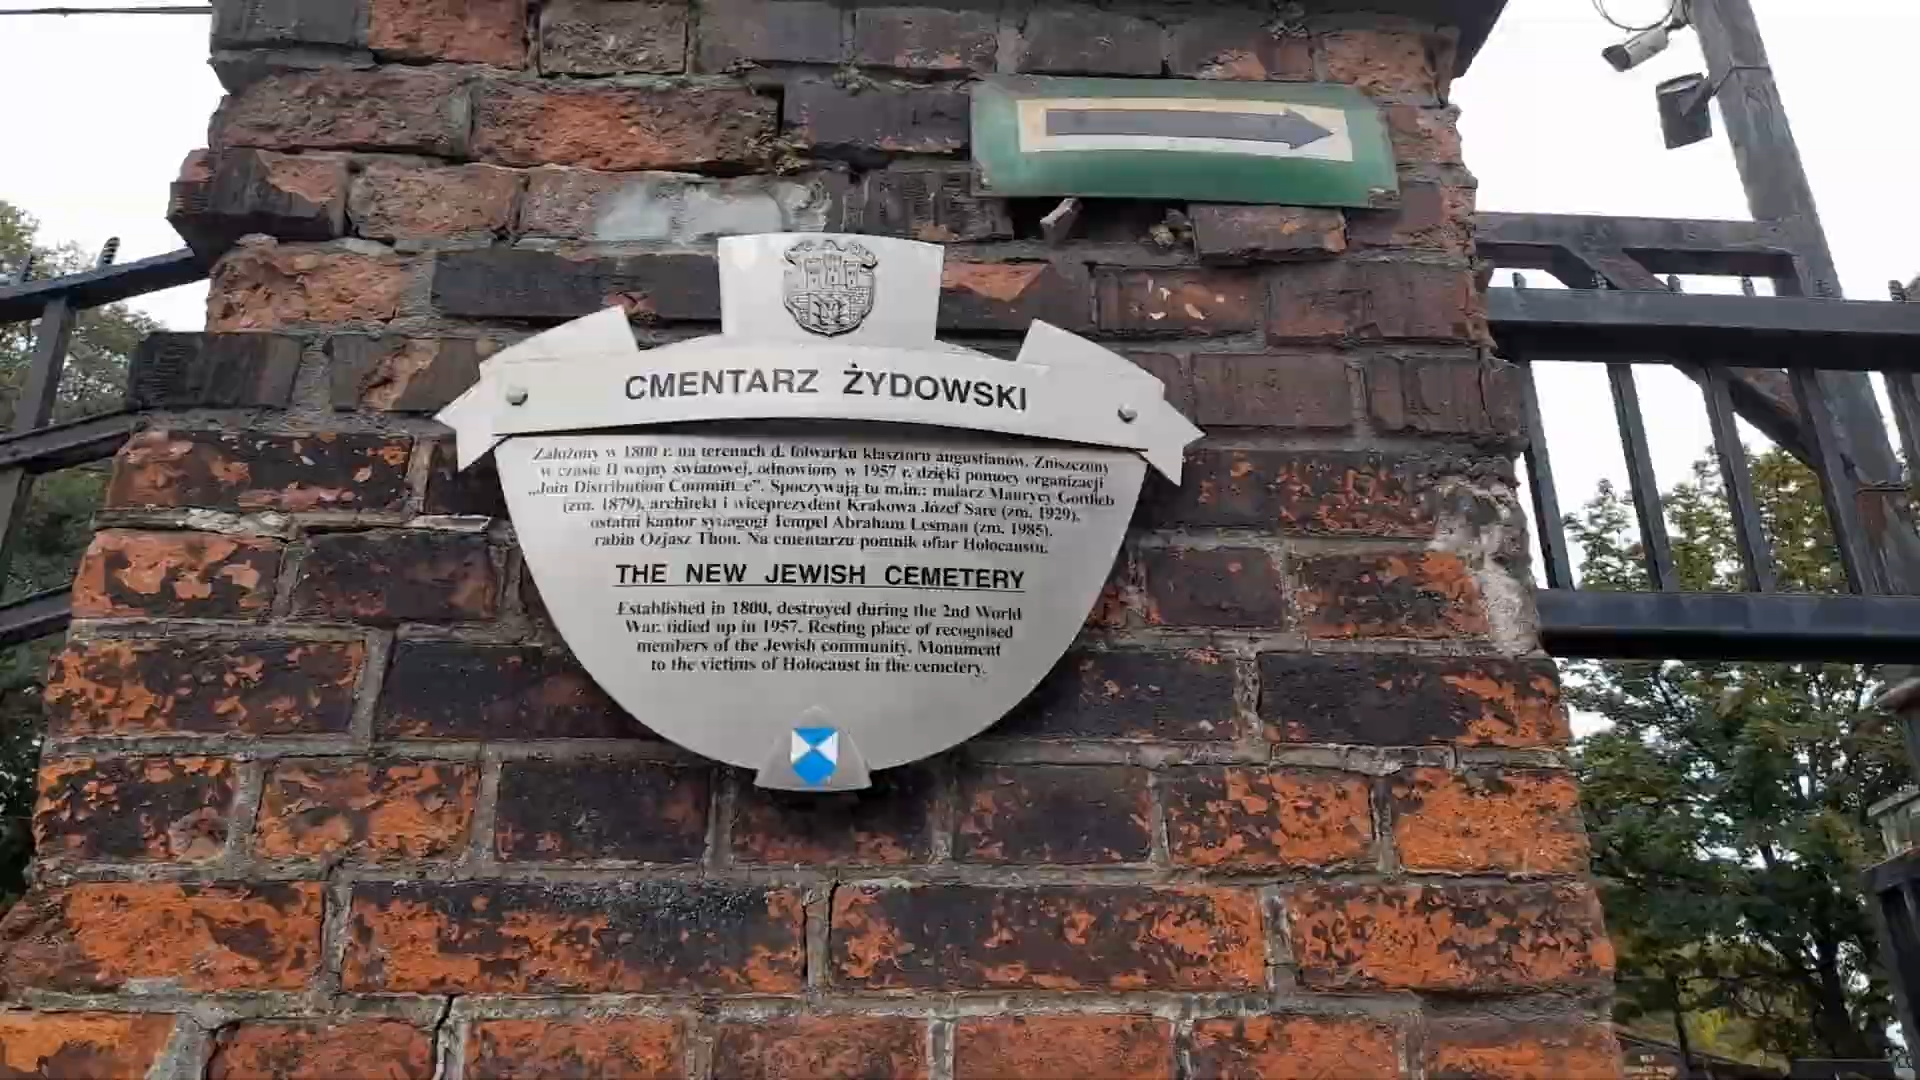 CMENTARZ ŻYDOWSKI
Założony w 1800 r. na terenach d. folwarku klasztoru augustianów. Zniszczony
w czasie II wojny światowej, odnowiony w 1957 r. dzięki pomocy organizacji
„Join Distribution Committee”. Spoczywają tu m.in.: malarz Maurycy Gottlieb
(zm. 1879), architekt i wiceprezydent Krakowa Józef Sare (zm. 1929),
ostatni kantor synagogi Tempel Abraham Lesman (zm. 1985),
rabin Ozjasz Thon. Na cmentarzu pomnik ofiar Holocaustu.
THE NEW JEWISH CEMETERY
Established in 1800, destroyed during the 2nd World
War, tidied up in 1957. Resting place of recognised
members of the Jewish community. Monument
to the victims of Holocaust in the cemetery.